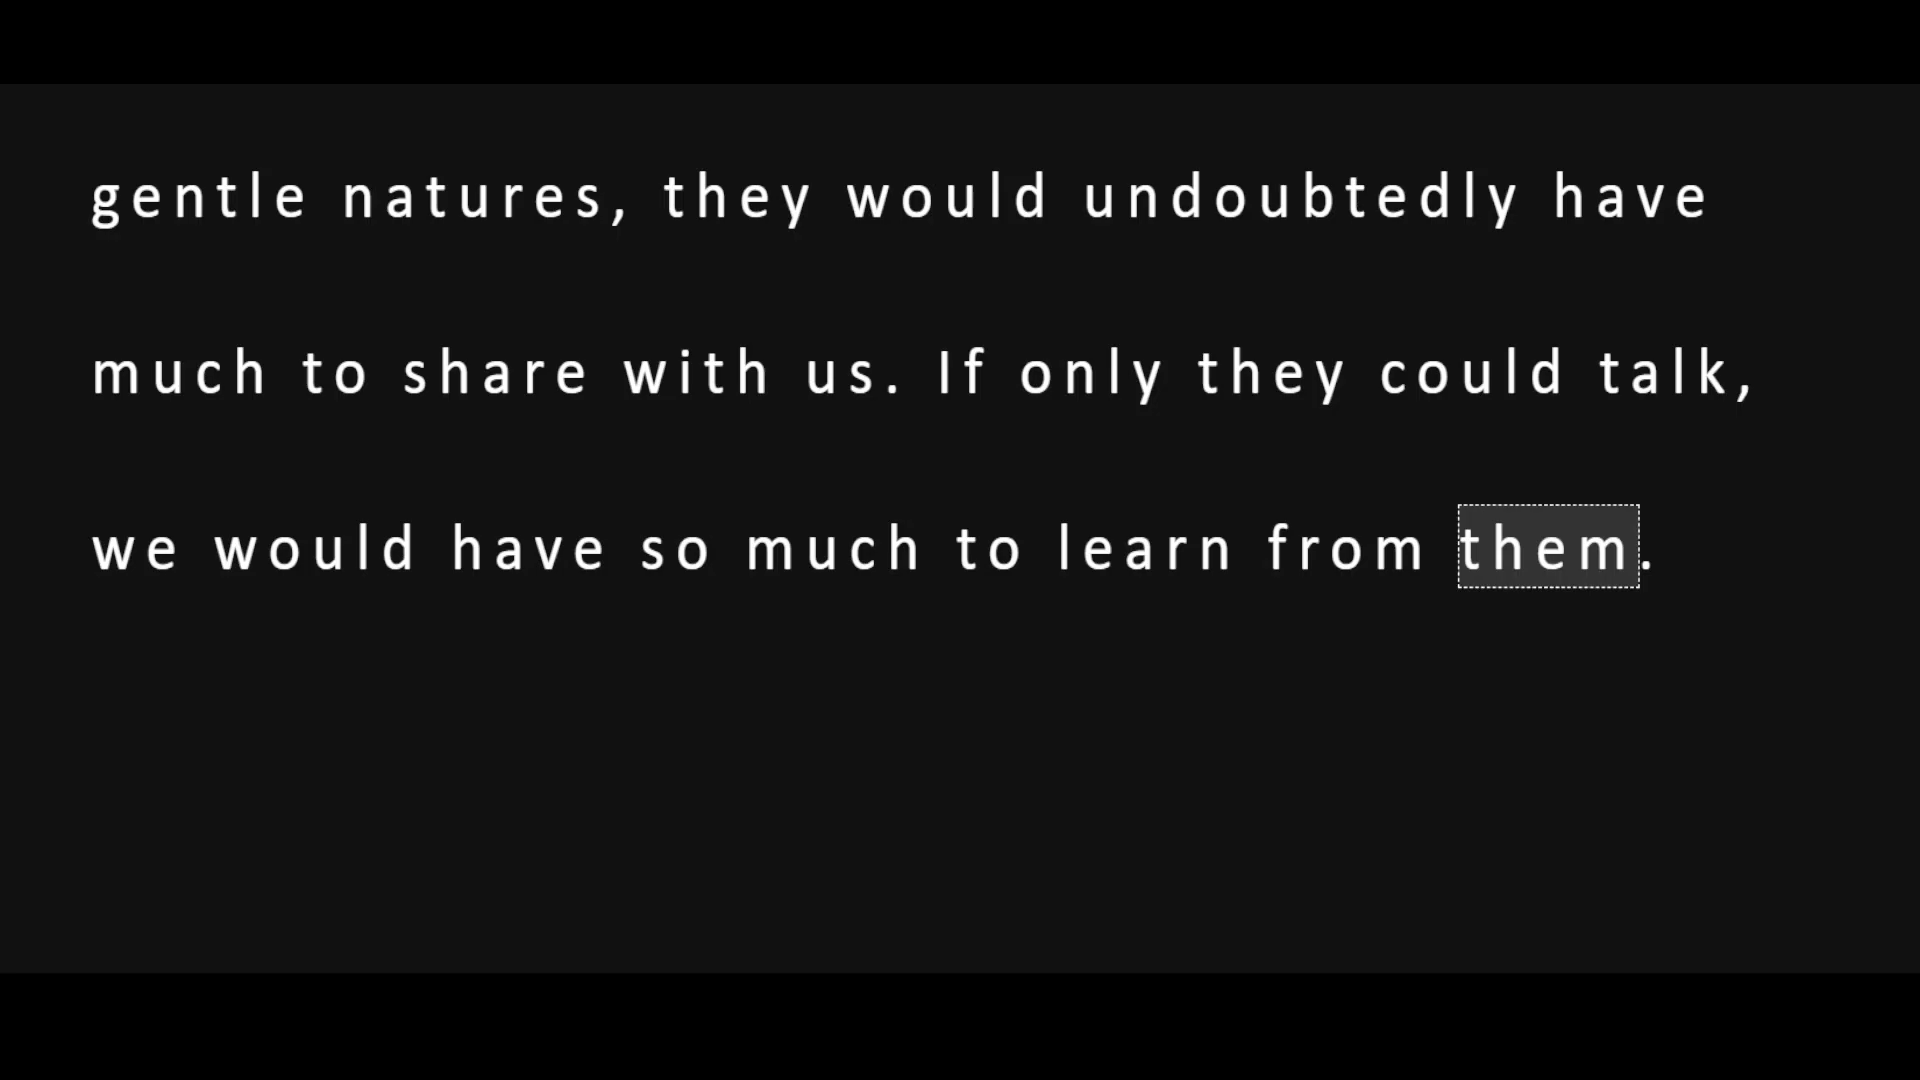 gentle natures, they would undoubtedly have
much to share with us. If only they could talk,
we would have so much to learn from them.